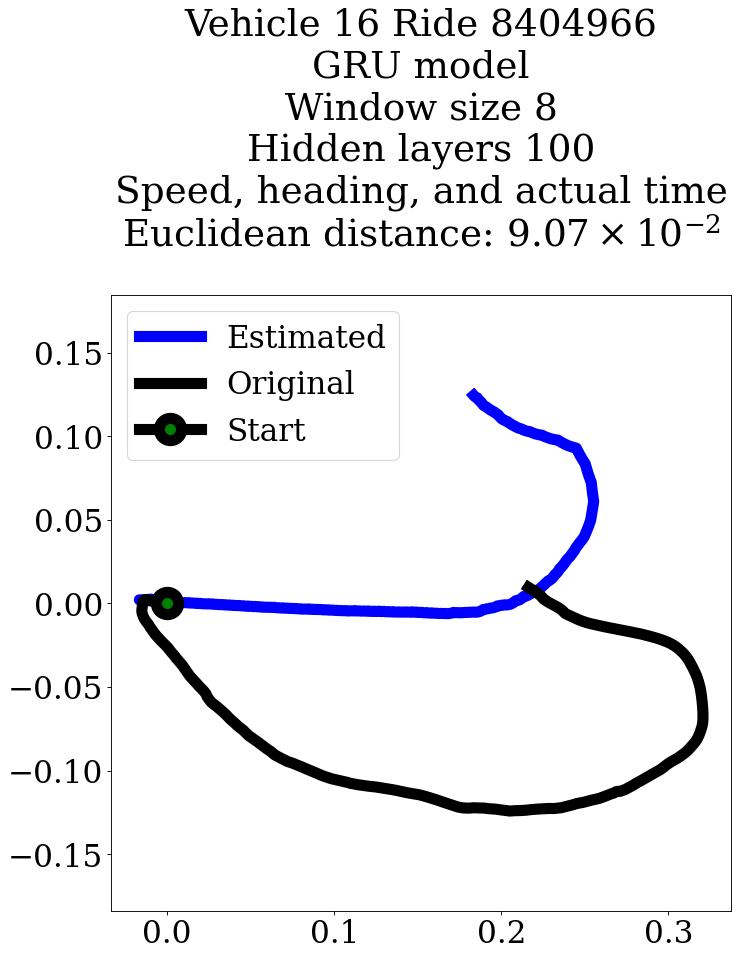 Vehicle 16 Ride 8404966
GRU model
Window size 8
Hidden layers 100
Speed, heading, and actual time
Euclidean distance: 9.07 × 10⁻²
Estimated
Original
Start
0.15
0.10
0.05
0.00
−0.05
−0.10
−0.15
0.0 0.1 0.2 0.3